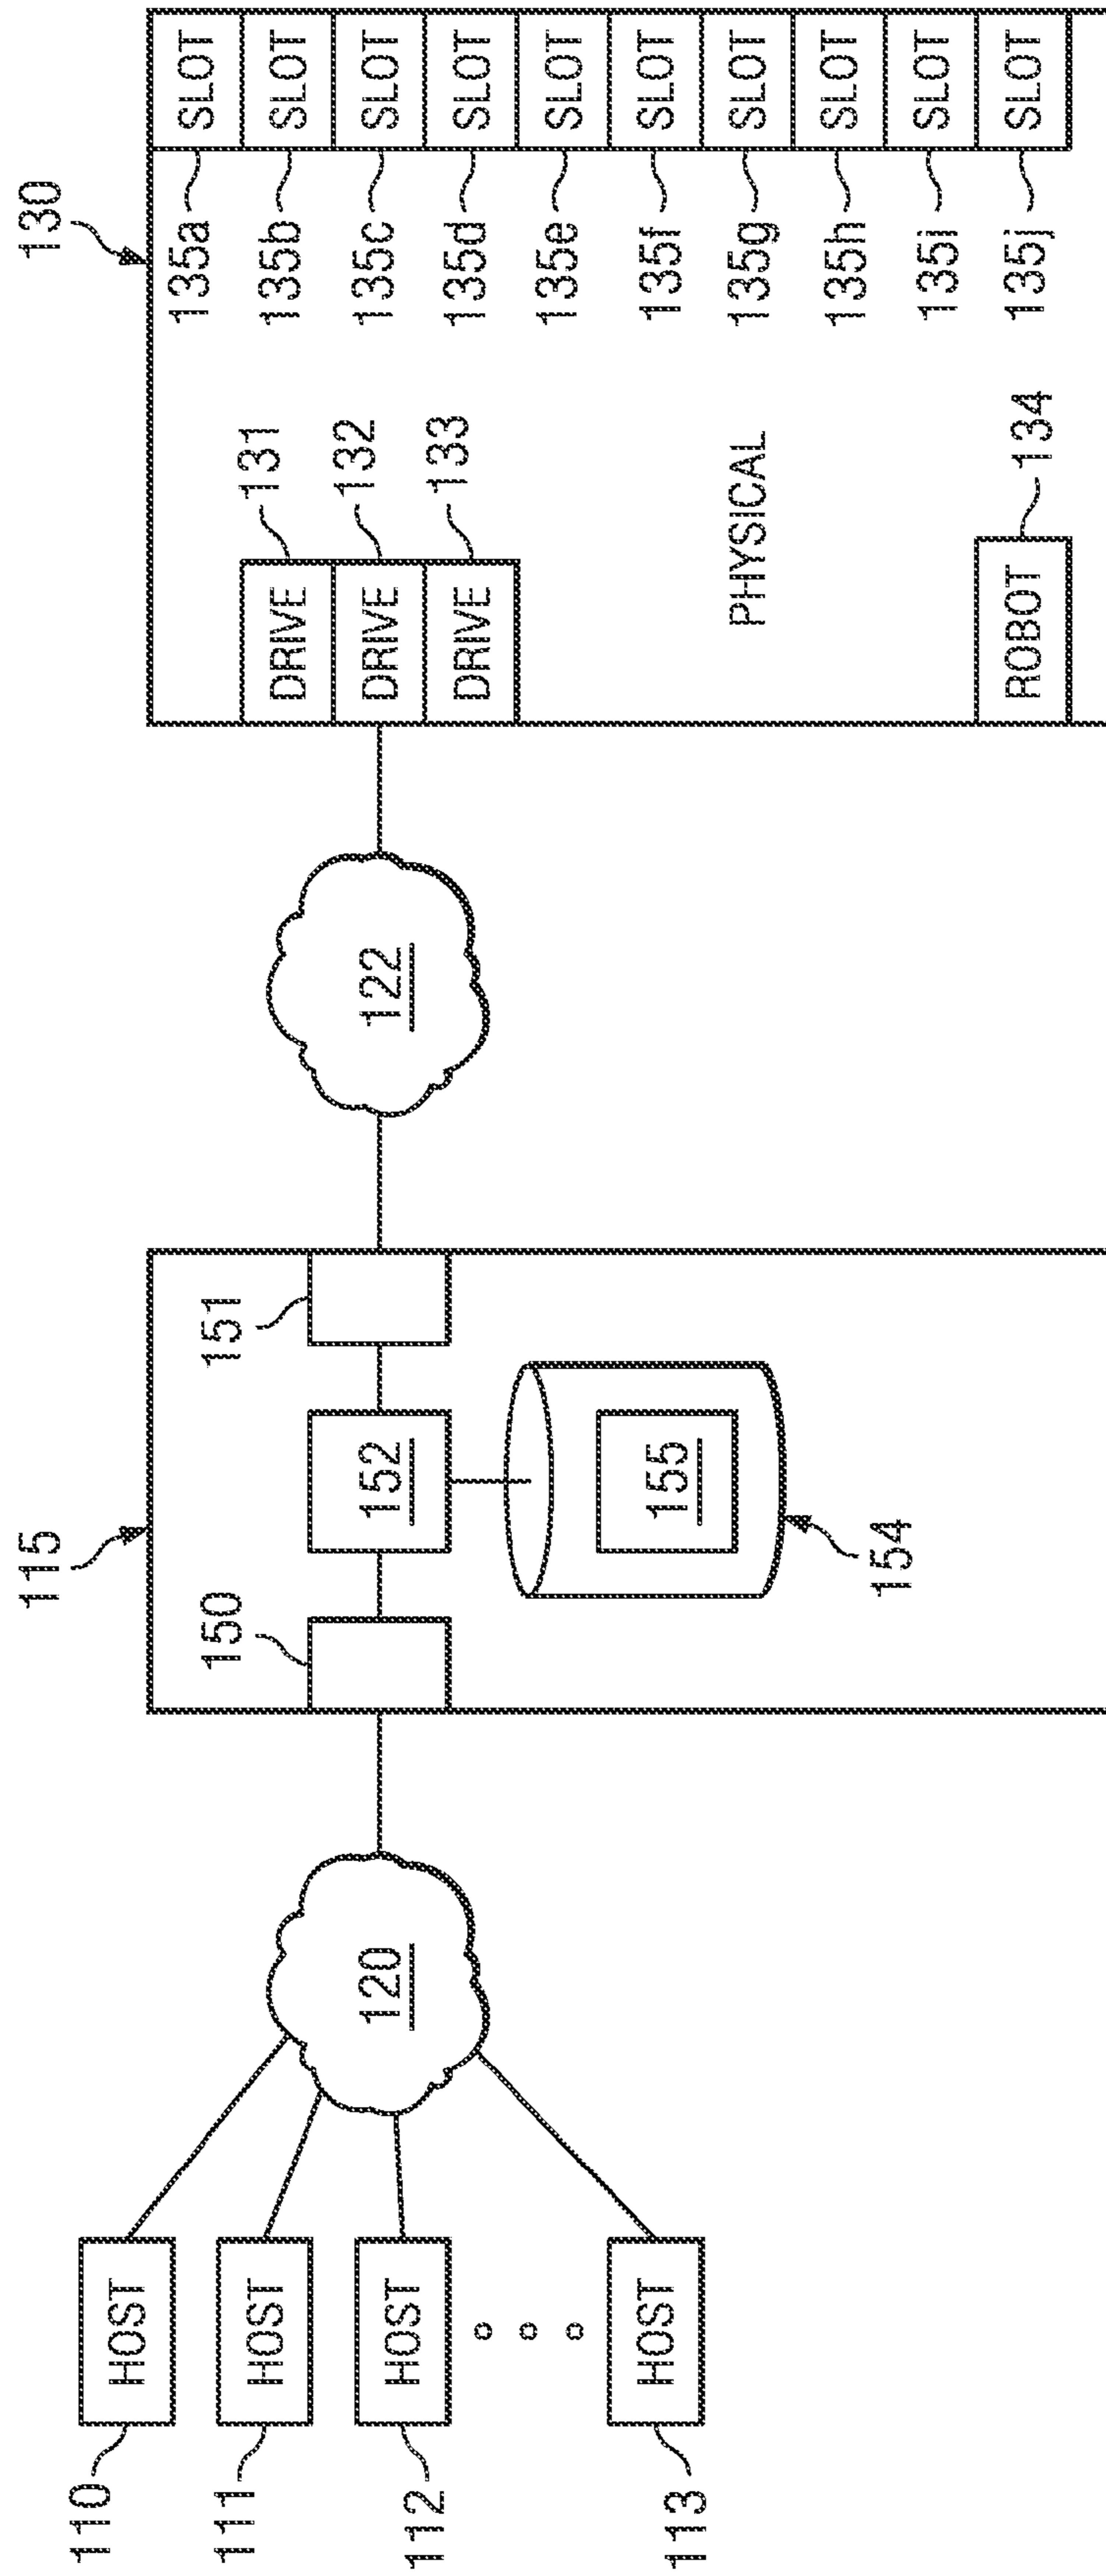 110
HOST
111
HOST
112
HOST
113
HOST
120
115
150
152
151
155
154
122
130
DRIVE
131
DRIVE
132
DRIVE
133
PHYSICAL
ROBOT
134
135a
SLOT
135b
SLOT
135c
SLOT
135d
SLOT
135e
SLOT
135f
SLOT
135g
SLOT
135h
SLOT
135i
SLOT
135j
SLOT